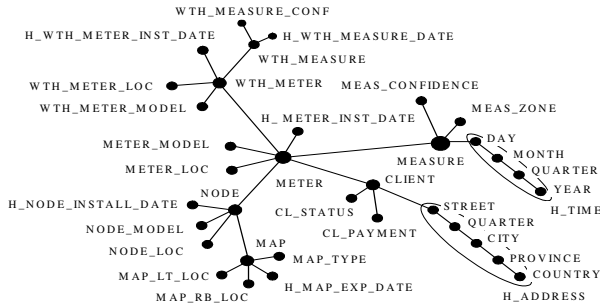 WTH_MEASURE_CONF
H_WTH_METER_INST_DATE
H_WTH_MEASURE_DATE
WTH_MEASURE
WTH_METER_LOC
WTH_METER
WTH_METER_MODEL
MEAS_CONFIDENCE
MEAS_ZONE
H_METER_INST_DATE
METER_MODEL
DAY
MONTH
MEASURE
METER_LOC
QUARTER
METER
CLIENT
YEAR
NODE
H_NODE_INSTALL_DATE
CL_STATUS
STREET
H_TIME
NODE_MODEL
QUARTER
CL_PAYMENT
CITY
NODE_LOC
MAP
MAP_TYPE
PROVINCE
MAP_LT_LOC
COUNTRY
H_MAP_EXP_DATE
MAP_RB_LOC
H_ADDRESS